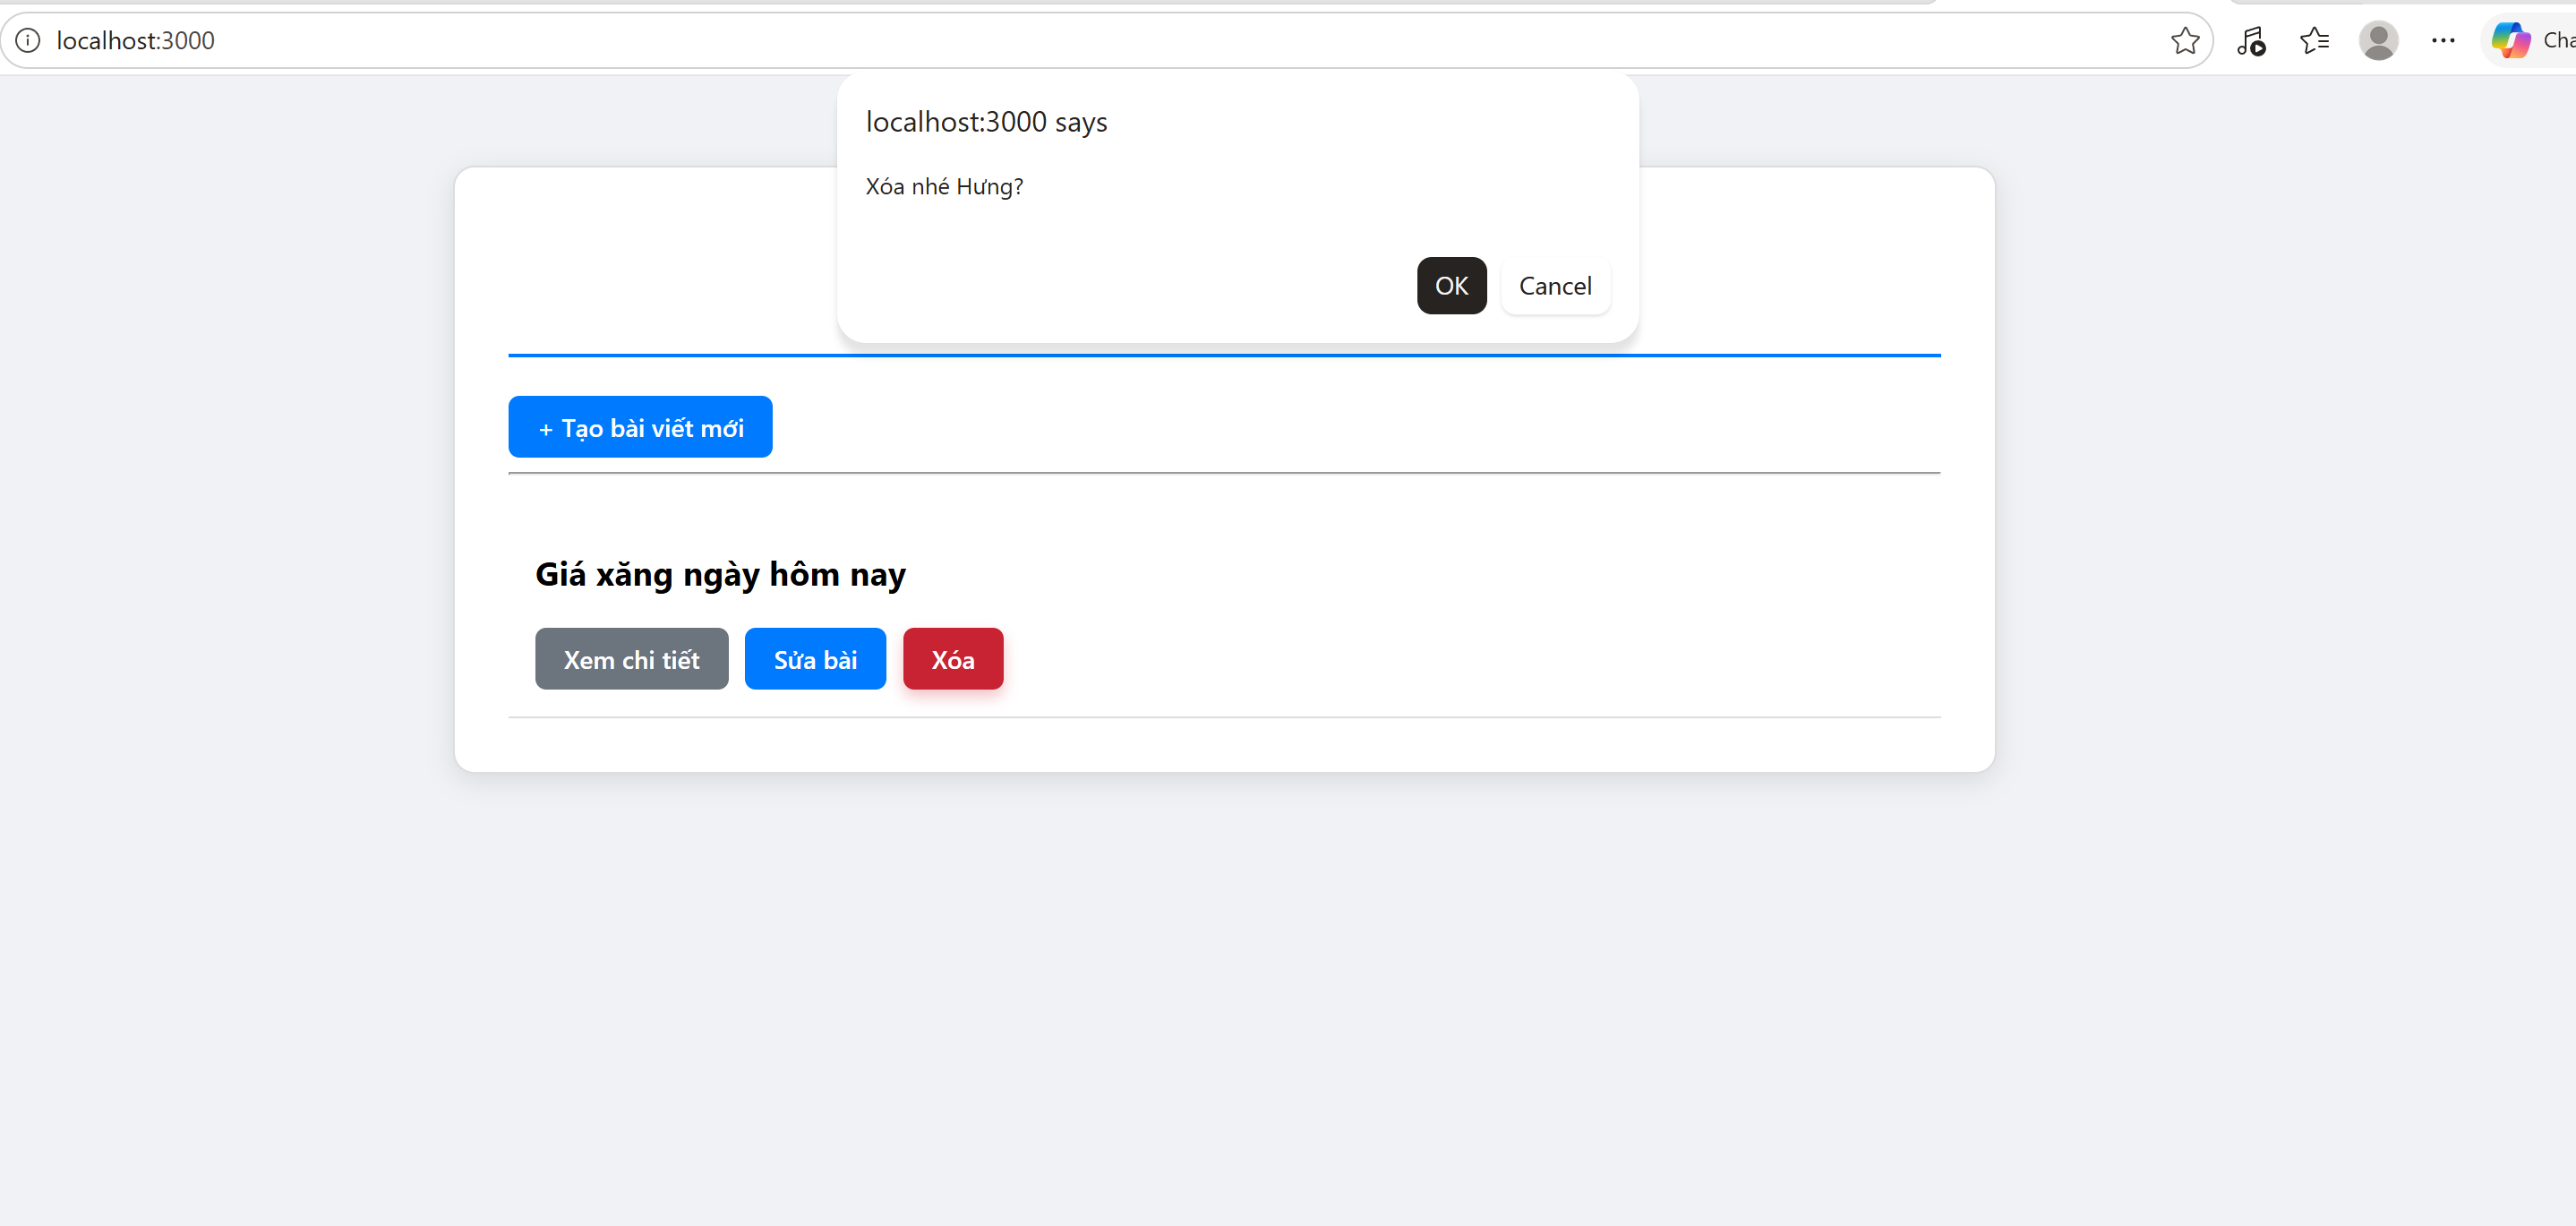 localhost:3000
Cha
localhost:3000 says
Xóa nhé Hưng?
OK Cancel
+ Tạo bài viết mới
Giá xăng ngày hôm nay
Xem chi tiết Sửa bài Xóa